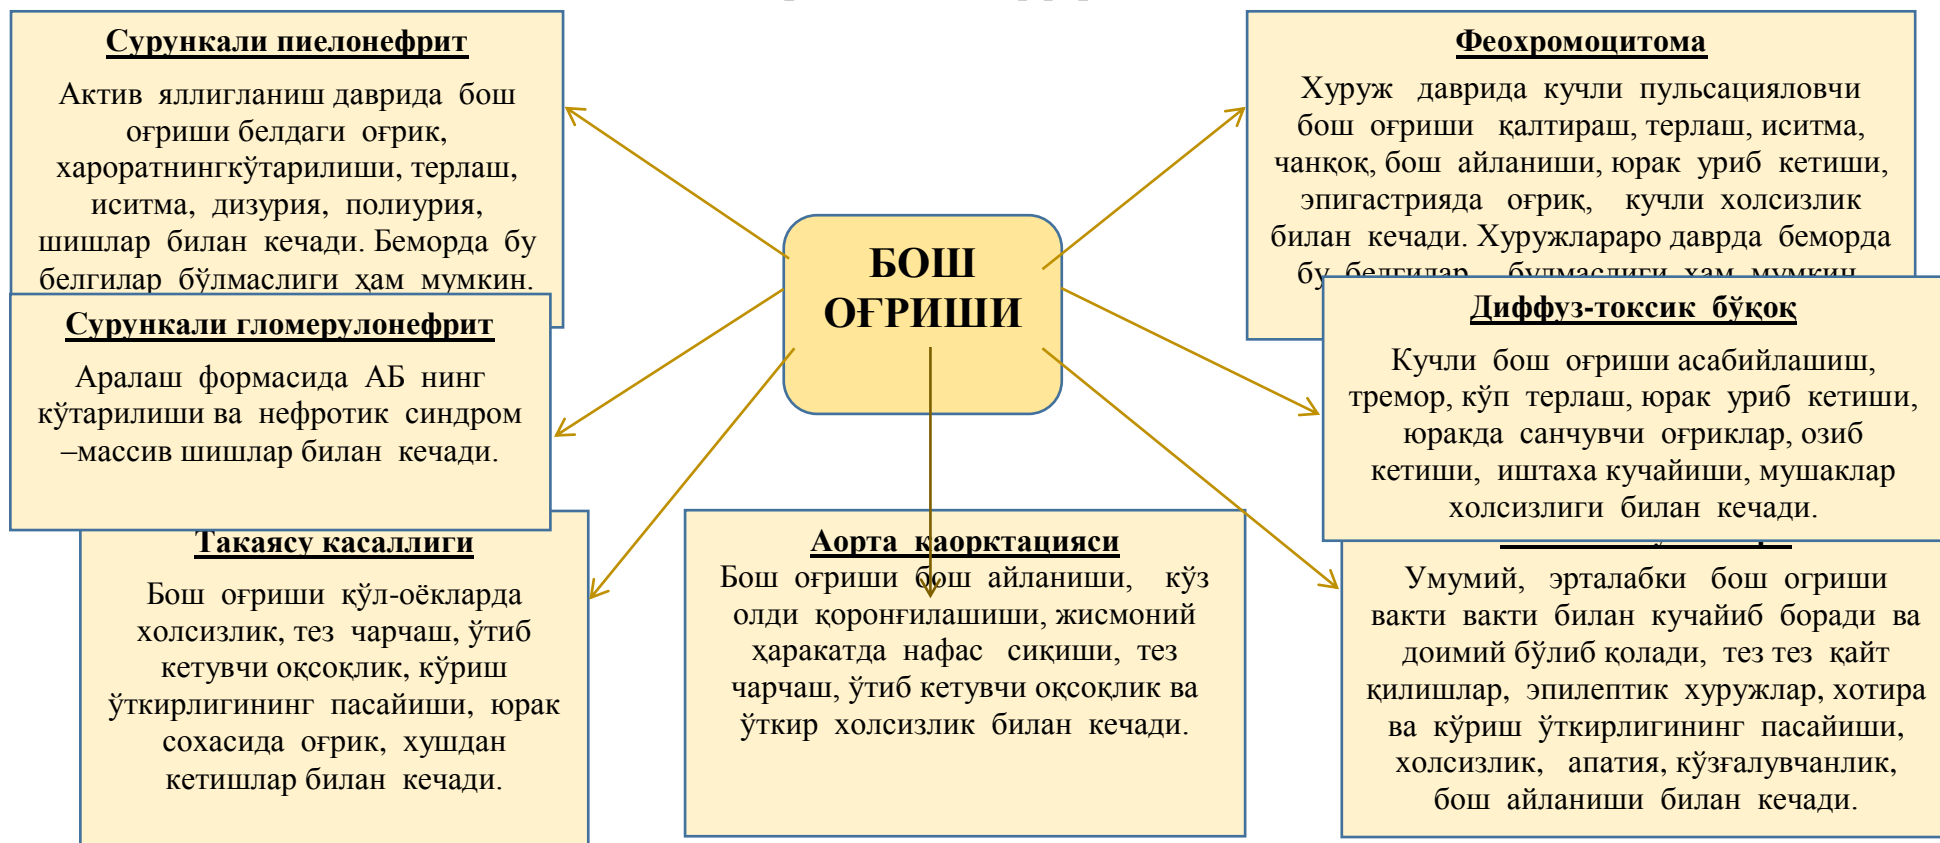 Сурункали пиелонефрит
Актив яллигланиш даврида бош
оғриши белдаги оғрик,
хароратнингкўтарилиши, терлаш,
иситма, дизурия, полиурия,
шишлар билан кечади. Беморда бу
белгилар бўлмаслиги ҳам мумкин.
Сурункали гломерулонефрит
Аралаш формасида АБ нинг
кўтарилиши ва нефротик синдром
–массив шишлар билан кечади.
Такаясу касаллиги
Бош оғриши қўл-оёкларда
холсизлик, тез чарчаш, ўтиб
кетувчи оқсоқлик, кўриш
ўткирлигининг пасайиши, юрак
сохасида оғрик, хушдан
кетишлар билан кечади.
БОШ
ОҒРИШИ
Аорта қаорктацияси
Бош оғриши бош айланиши, кўз
олди қоронғилашиши, жисмоний
ҳаракатда нафас сиқиши, тез
чарчаш, ўтиб кетувчи оқсоқлик ва
ўткир холсизлик билан кечади.
Феохромоцитома
Хуруж даврида кучли пульсацияловчи
бош оғриши қалтираш, терлаш, иситма,
чанқоқ, бош айланиши, юрак уриб кетиши,
эпигастрияда оғриқ, кучли холсизлик
билан кечади. Хуружлараро даврда беморда
бу белгилар булмаслиги ҳам мумкин.
Диффуз-токсик бўқоқ
Кучли бош оғриши асабийлашиш,
тремор, кўп терлаш, юрак уриб кетиши,
юракда санчувчи оғриклар, озиб
кетиши, иштаха кучайиши, мушаклар
холсизлиги билан кечади.
Умумий, эрталабки бош огриши
вакти вакти билан кучайиб боради ва
доимий бўлиб қолади, тез тез қайт
қилишлар, эпилептик хуружлар, хотира
ва кўриш ўткирлигининг пасайиши,
холсизлик, апатия, кўзғалувчанлик,
бош айланиши билан кечади.